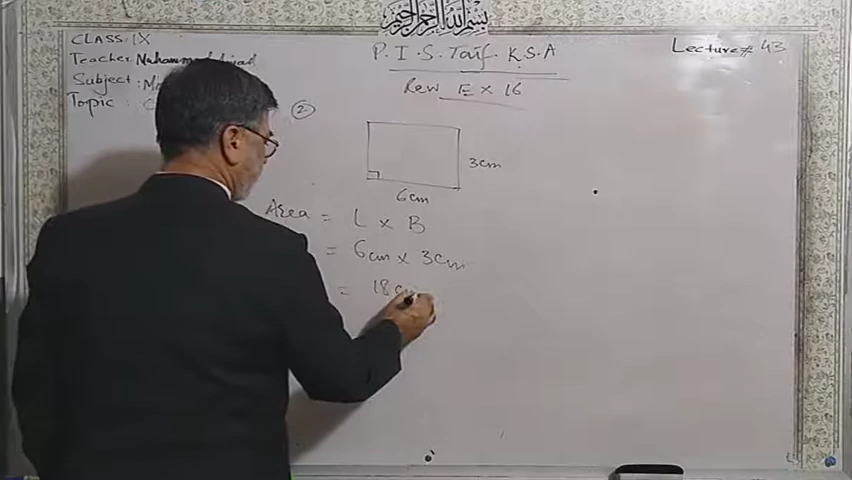 بسم الله الرحمن الرحيم
CLASS: IX
Teacher:
Subject :
Topic :
P.I.S. Taif K.S.A
Rew Ex 16
Lecture# 43
2
3cm
6cm
Area = L x B
= 6cm x 3cm
= 18c